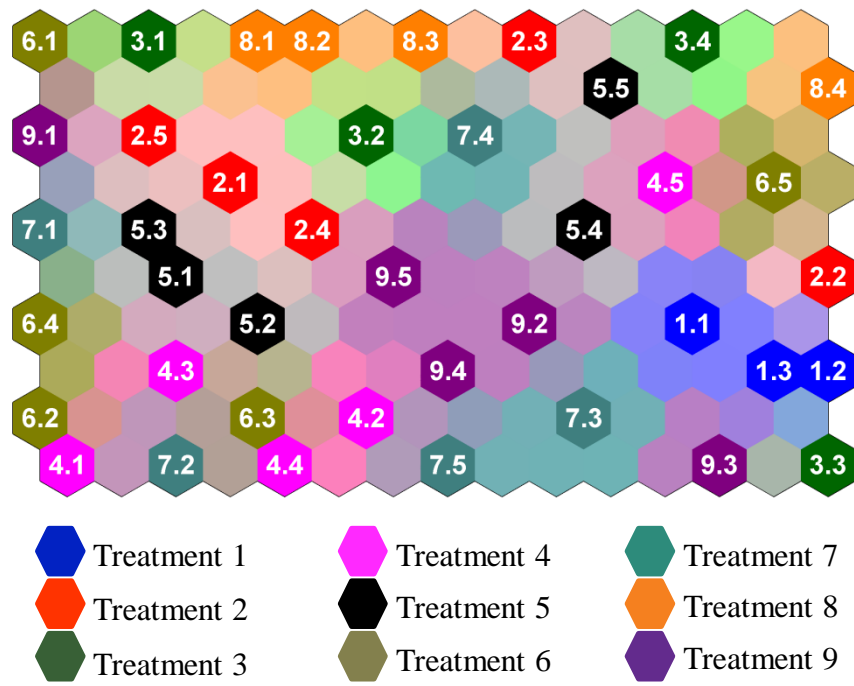 6.1 3.1 8.1 8.2 8.3 2.3 3.4
5.5 8.4
9.1 2.5 3.2 7.4
2.1 4.5 6.5
7.1 5.3 2.4 5.4
5.1 9.5 2.2
6.4 5.2 9.2 1.1
4.3 9.4 1.3 1.2
6.2 6.3 4.2 7.3
4.1 7.2 4.4 7.5 9.3 3.3
Treatment 1 Treatment 4 Treatment 7
Treatment 2 Treatment 5 Treatment 8
Treatment 3 Treatment 6 Treatment 9